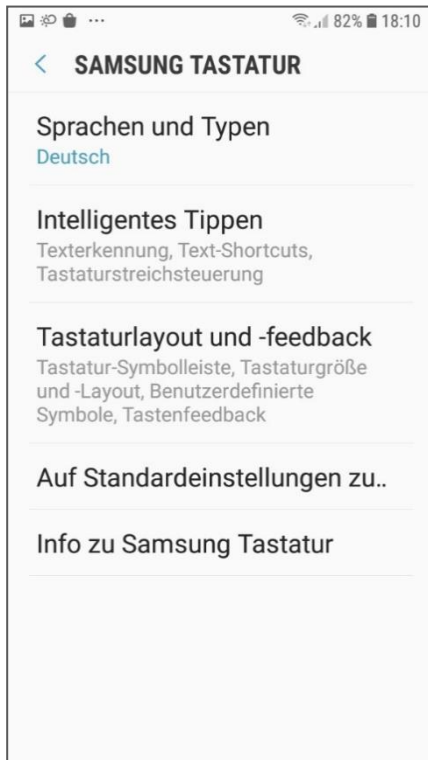 ... 82% 18:10
SAMSUNG TASTATUR
Sprachen und Typen
Deutsch
Intelligentes Tippen
Texterkennung, Text-Shortcuts,
Tastaturstreichsteuerung
Tastaturlayout und -feedback
Tastatur-Symbolleiste, Tastaturgröße
und -Layout, Benutzerdefinierte
Symbole, Tastenfeedback
Auf Standardeinstellungen zu..
Info zu Samsung Tastatur